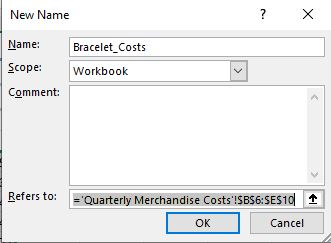 New Name
Name: Bracelet_Costs
Scope: Workbook
Comment:
Refers to: ='Quarterly Merchandise Costs'!$B$6:$E$10
OK Cancel